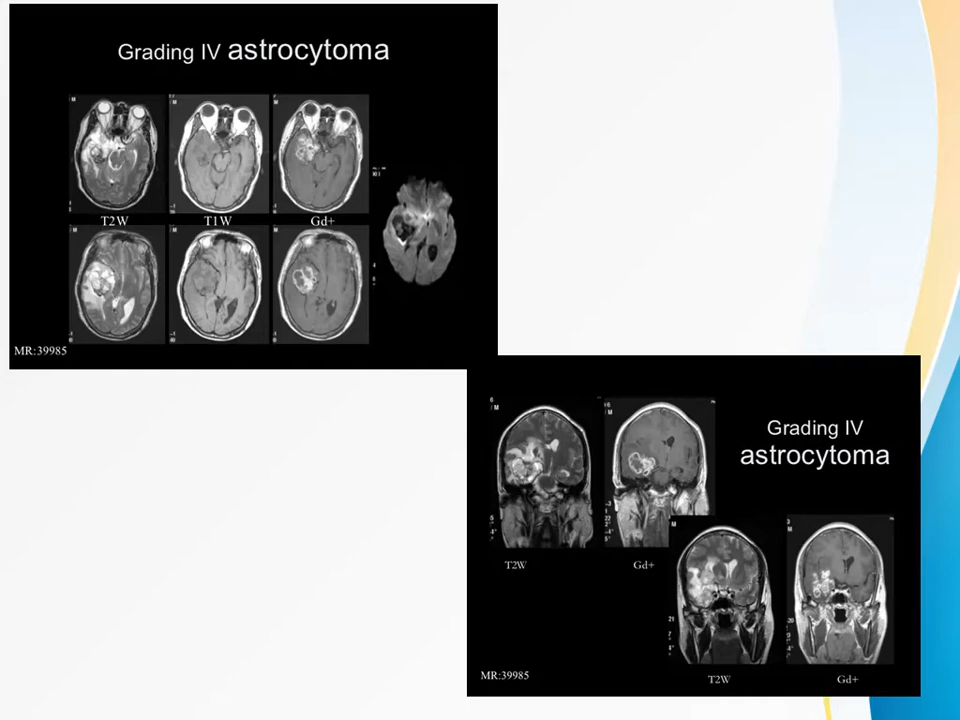 Grading IV astrocytoma
T2W T1W Gd+
MR:39985
Grading IV
astrocytoma
T2W Gd+
T2W Gd+
MR:39985